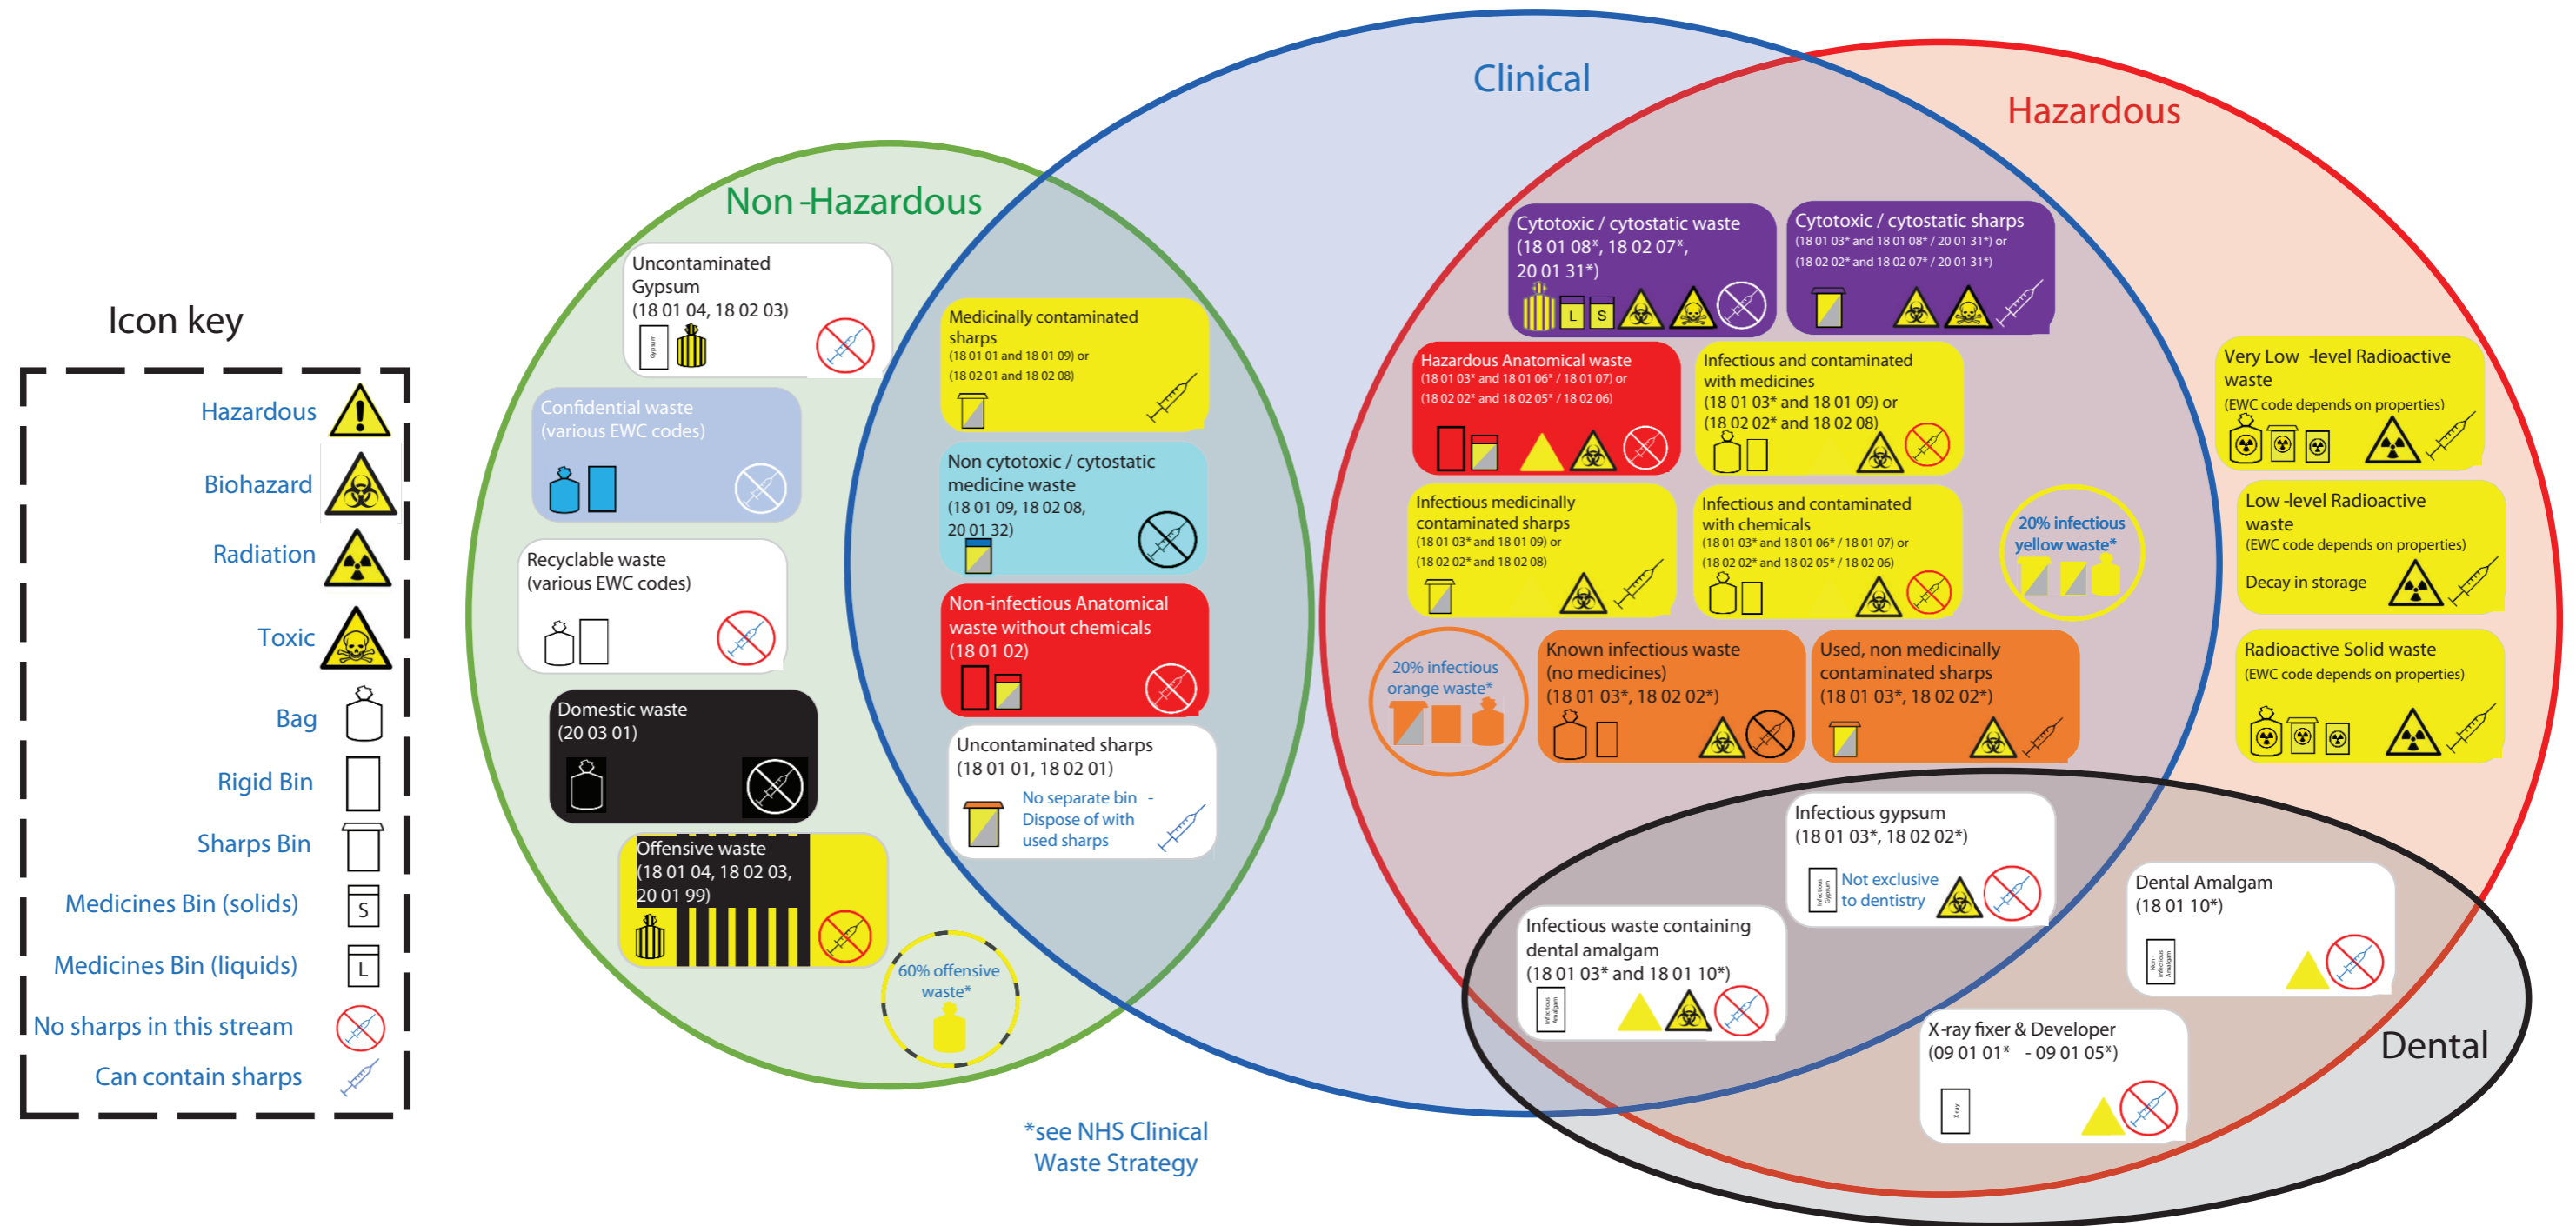 Icon key
Hazardous
Biohazard
Radiation
Toxic
Bag
Rigid Bin
Sharps Bin
Medicines Bin (solids)
S
Medicines Bin (liquids)
L
No sharps in this stream
Can contain sharps
Non-Hazardous
Uncontaminated
Gypsum
(18 01 04, 18 02 03)
Gypsum
Confidential waste
(various EWC codes)
Recyclable waste
(various EWC codes)
Domestic waste
(20 03 01)
Offensive waste
(18 01 04, 18 02 03,
20 01 99)
60% offensive
waste*
Medicinally contaminated
sharps
(18 01 01 and 18 01 09) or
(18 02 01 and 18 02 08)
Non cytotoxic / cytostatic
medicine waste
(18 01 09, 18 02 08,
20 01 32)
Non-infectious Anatomical
waste without chemicals
(18 01 02)
Uncontaminated sharps
(18 01 01, 18 02 01)
No separate bin -
Dispose of with
used sharps
*see NHS Clinical
Waste Strategy
Clinical
Hazardous
Cytotoxic / cytostatic waste
(18 01 08*, 18 02 07*,
20 01 31*)
L
S
Cytotoxic / cytostatic sharps
(18 01 03* and 18 01 08* / 20 01 31*) or
(18 02 02* and 18 02 07* / 20 01 31*)
Hazardous Anatomical waste
(18 01 03* and 18 01 06* / 18 01 07) or
(18 02 02* and 18 02 05* / 18 02 06)
Infectious and contaminated
with medicines
(18 01 03* and 18 01 09) or
(18 02 02* and 18 02 08)
Infectious medicinally
contaminated sharps
(18 01 03* and 18 01 09) or
(18 02 02* and 18 02 08)
Infectious and contaminated
with chemicals
(18 01 03* and 18 01 06* / 18 01 07) or
(18 02 02* and 18 02 05* / 18 02 06)
20% infectious
yellow waste*
20% infectious
orange waste*
Known infectious waste
(no medicines)
(18 01 03*, 18 02 02*)
Used, non medicinally
contaminated sharps
(18 01 03*, 18 02 02*)
Very Low -level Radioactive
waste
(EWC code depends on properties)
Low -level Radioactive
waste
(EWC code depends on properties)
Decay in storage
Radioactive Solid waste
(EWC code depends on properties)
Infectious gypsum
(18 01 03*, 18 02 02*)
Infectious
Gypsum
Not exclusive
to dentistry
Infectious waste containing
dental amalgam
(18 01 03* and 18 01 10*)
Infectious
Amalgam
Dental Amalgam
(18 01 10*)
Non -
Infectious
Amalgam
X-ray fixer & Developer
(09 01 01* - 09 01 05*)
X-ray
Dental